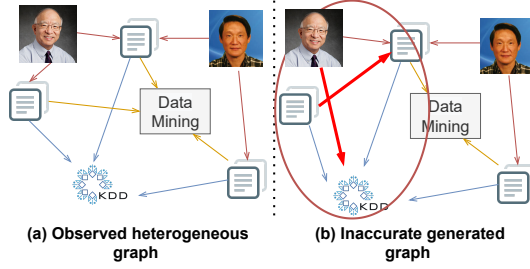 Data
Mining
KDD
(a) Observed heterogeneous
graph
Data
Mining
KDD
(b) Inaccurate generated
graph